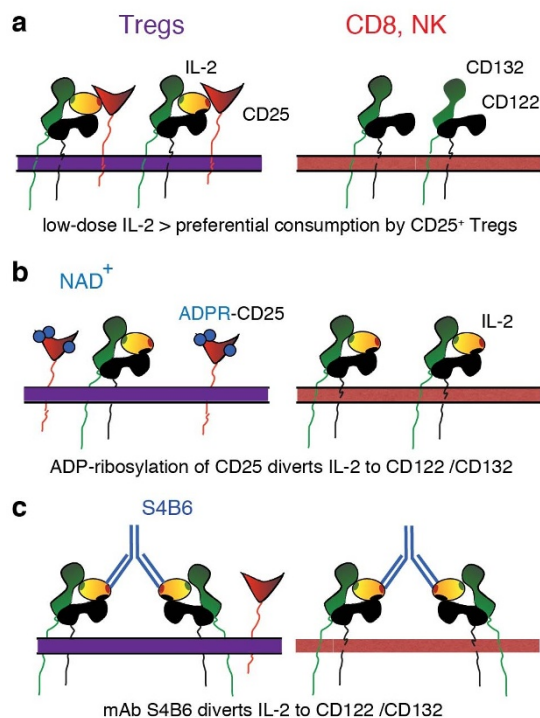 a
Tregs
CD8, NK
IL-2
CD25
CD132
CD122
low-dose IL-2 > preferential consumption by CD25⁺ Tregs
b
NAD⁺
ADPR-CD25
IL-2
ADP-ribosylation of CD25 diverts IL-2 to CD122 /CD132
c
S4B6
mAb S4B6 diverts IL-2 to CD122 /CD132